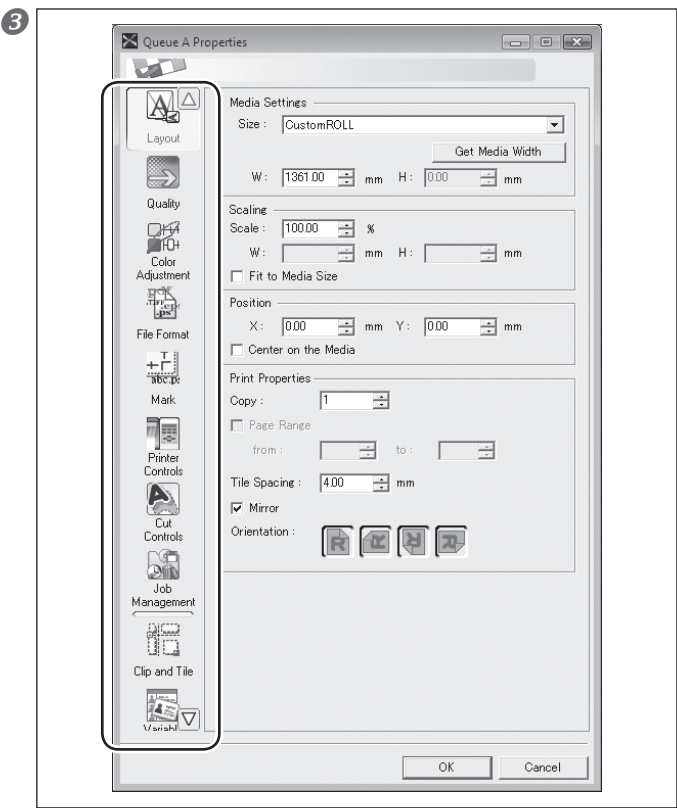 3
Queue A Properties
Layout
Quality
Color
Adjustment
File Format
Mark
Printer
Controls
Cut
Controls
Job
Management
Clip and Tile
Media Settings
Size : CustomROLL
Get Media Width
W : 1361.00 mm H : 0.00 mm
Scaling
Scale : 100.00 %
W : mm H : mm
Fit to Media Size
Position
X : 0.00 mm Y : 0.00 mm
Center on the Media
Print Properties
Copy : 1
Page Range
from : to :
Tile Spacing : 4.00 mm
Mirror
Orientation : R R R R
OK Cancel